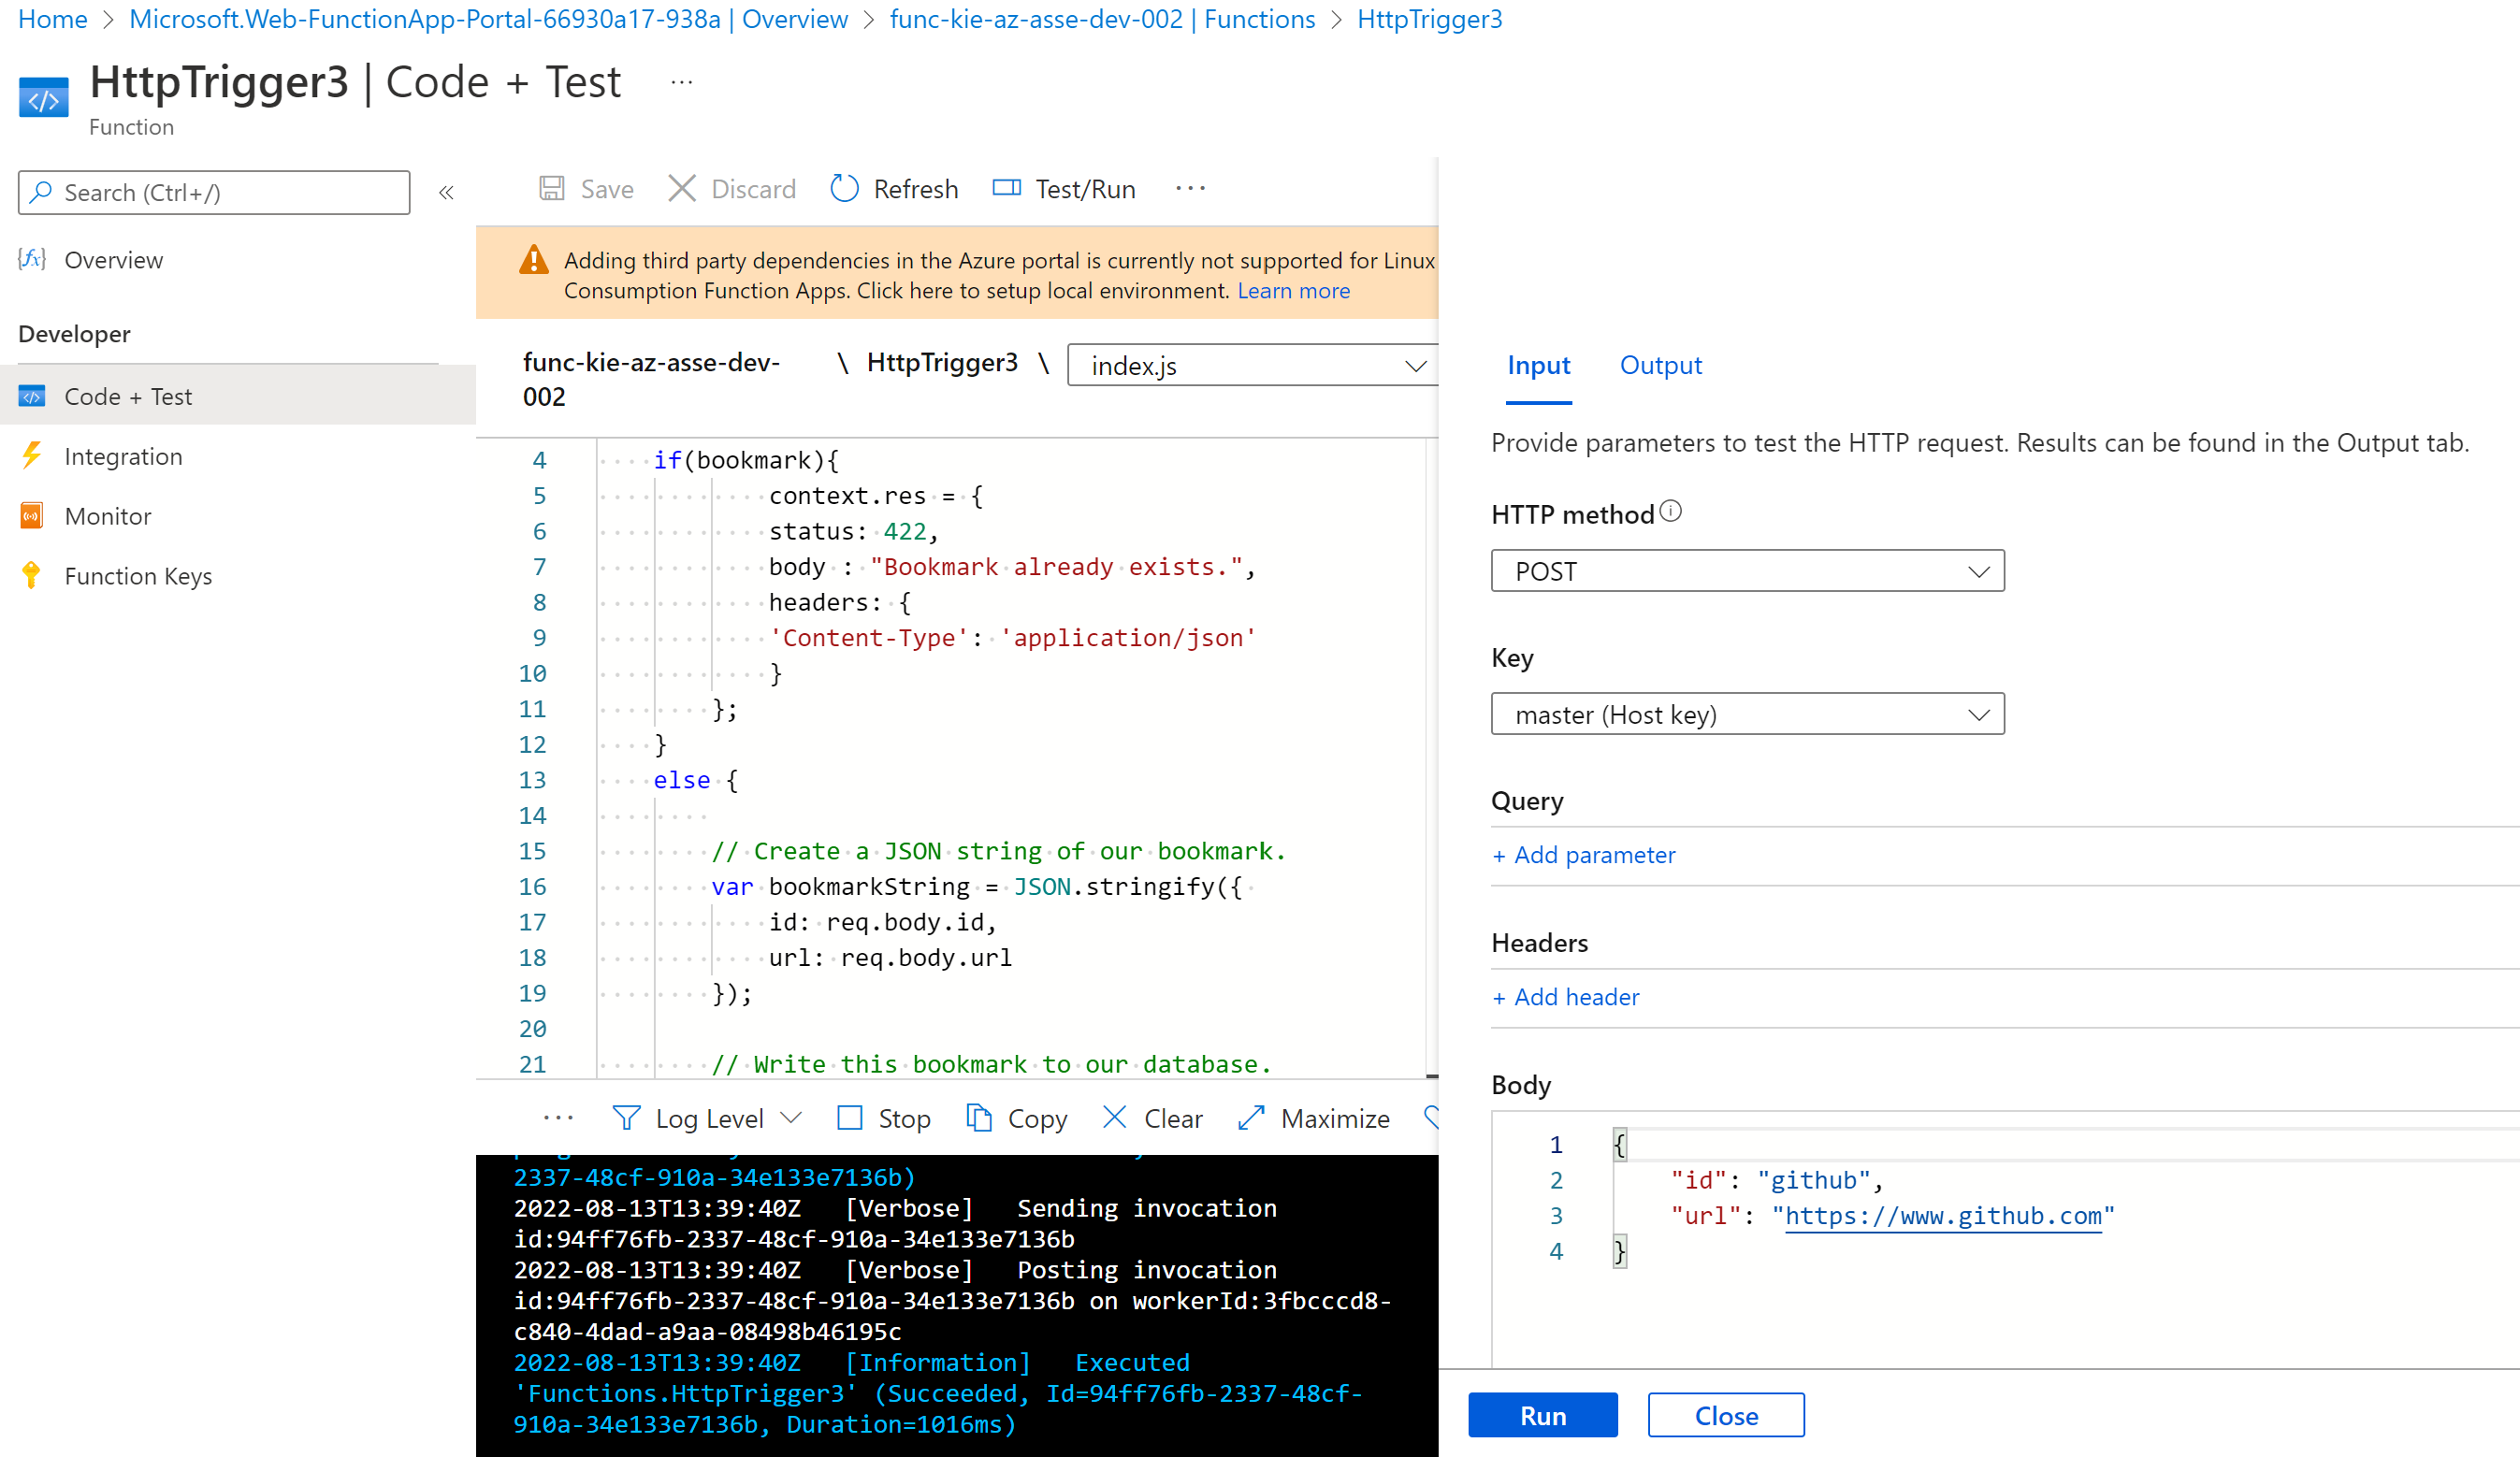 Home > Microsoft.Web-FunctionApp-Portal-66930a17-938a | Overview > func-kie-az-asse-dev-002 | Functions > HttpTrigger3
HttpTrigger3 | Code + Test ...
Function
Search (Ctrl+/)
«
Overview
Developer
Code + Test
Integration
Monitor
Function Keys
Save Discard Refresh Test/Run ...
Adding third party dependencies in the Azure portal is currently not supported for Linux
Consumption Function Apps. Click here to setup local environment. Learn more
func-kie-az-asse-dev- \ HttpTrigger3 \ index.js
002
4 if(bookmark){
5 context.res = {
6 status: 422,
7 body : "Bookmark already exists.",
8 headers: {
9 'Content-Type': 'application/json'
10 }
11 };
12 }
13 else {
14
15 // Create a JSON string of our bookmark.
16 var bookmarkString = JSON.stringify({
17 id: req.body.id,
18 url: req.body.url
19 });
20
21 // Write this bookmark to our database.
... Log Level Stop Copy Clear Maximize
2337-48cf-910a-34e133e7136b)
2022-08-13T13:39:40Z [Verbose] Sending invocation
id:94ff76fb-2337-48cf-910a-34e133e7136b
2022-08-13T13:39:40Z [Verbose] Posting invocation
id:94ff76fb-2337-48cf-910a-34e133e7136b on workerId:3fbcccd8-
c840-4dad-a9aa-08498b46195c
2022-08-13T13:39:40Z [Information] Executed
'Functions.HttpTrigger3' (Succeeded, Id=94ff76fb-2337-48cf-
910a-34e133e7136b, Duration=1016ms)
Input Output
Provide parameters to test the HTTP request. Results can be found in the Output tab.
HTTP method
POST
Key
master (Host key)
Query
+ Add parameter
Headers
+ Add header
Body
1 {
2 "id": "github",
3 "url": "https://www.github.com"
4 }
Run Close